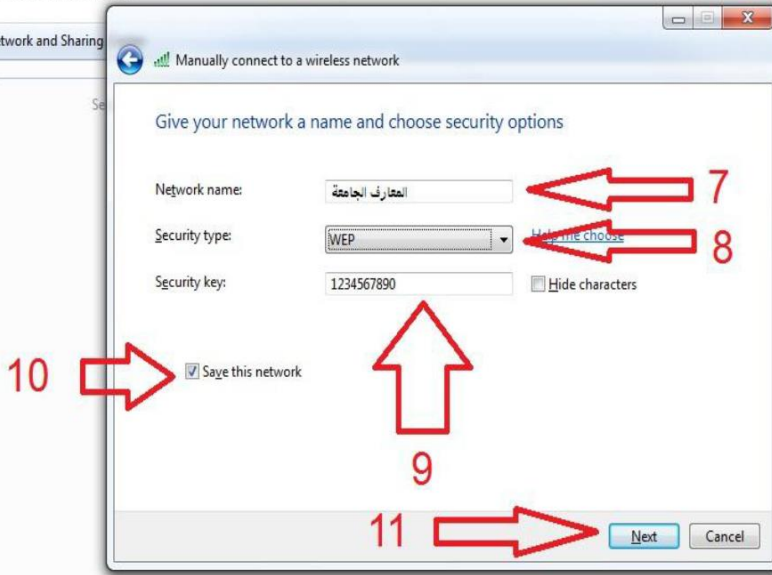 twork and Sharing
Manually connect to a wireless network
Se
Give your network a name and choose security options
Network name:
المعارف الجامعة
7
Security type:
WEP
Help me choose
8
Security key:
1234567890
Hide characters
10
Save this network
9
11
Next
Cancel